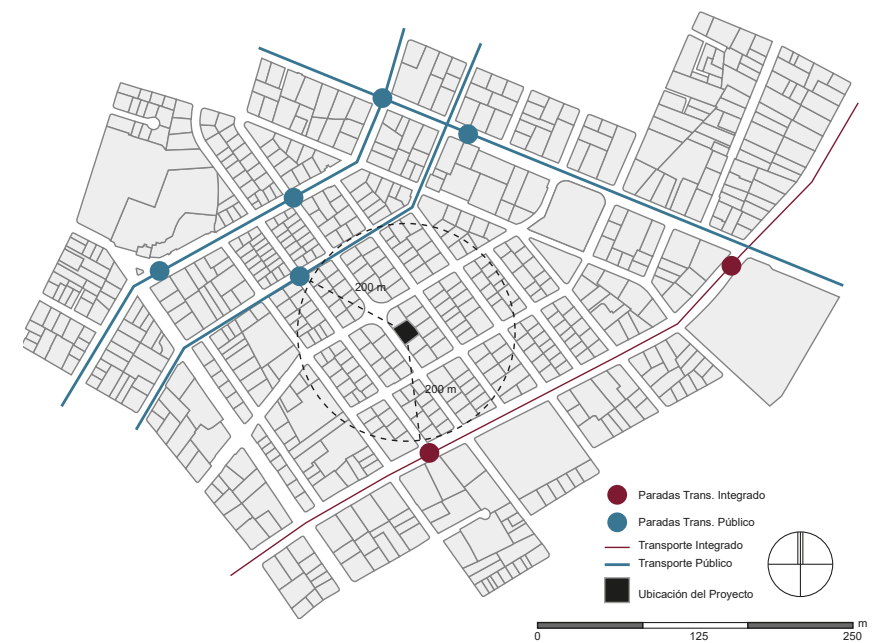 200 m
200 m
Paradas Trans. Integrado
Paradas Trans. Público
Transporte Integrado
Transporte Público
Ubicación del Proyecto
m
0 125 250